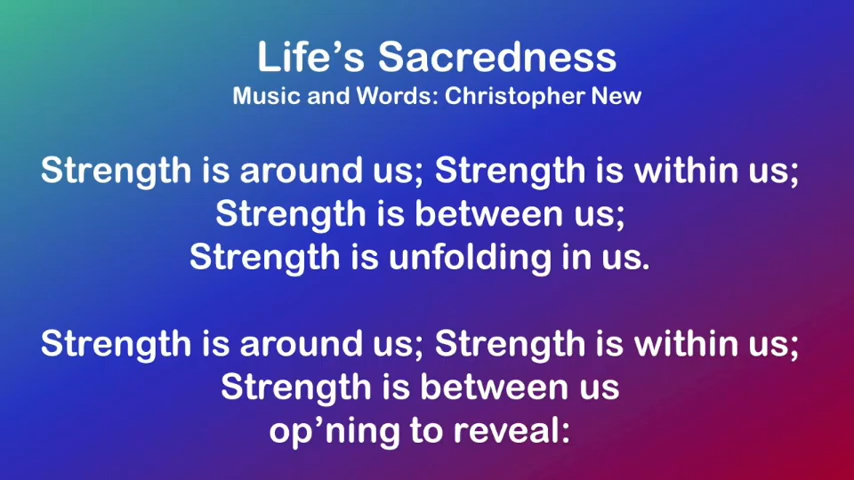 Life’s Sacredness
Music and Words: Christopher New
Strength is around us; Strength is within us;
Strength is between us;
Strength is unfolding in us.
Strength is around us; Strength is within us;
Strength is between us
op’ning to reveal: